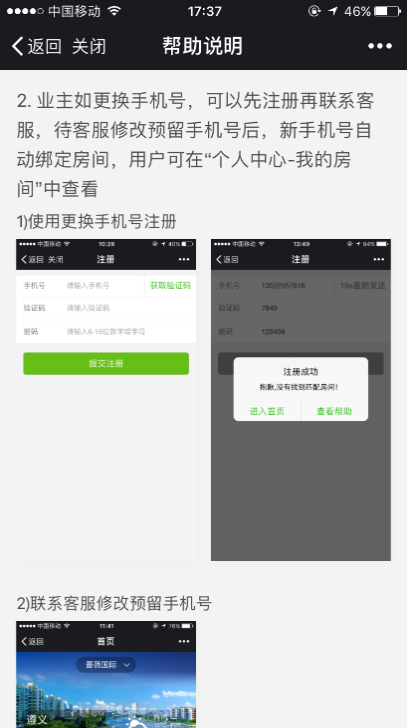 中国移动 17:37 46%
返回 关闭 帮助说明
2. 业主如更换手机号，可以先注册再联系客
服，待客服修改预留手机号后，新手机号自
动绑定房间，用户可在“个人中心-我的房
间”中查看
1)使用更换手机号注册
中国移动 10:28 40%
返回 关闭 注册
手机号 请输入手机号 获取验证码
验证码 请输入验证码
密码 请输入6-15位数字或字母
提交注册
中国移动 13:49 94%
返回 注册
手机号 19s重新发送
验证码 7849
密码 123456
注册成功
抱歉,没有找到匹配房间!
进入首页 查看帮助
2)联系客服修改预留手机号
中国移动 11:41 76%
返回 首页
蔷薇国际
遵义